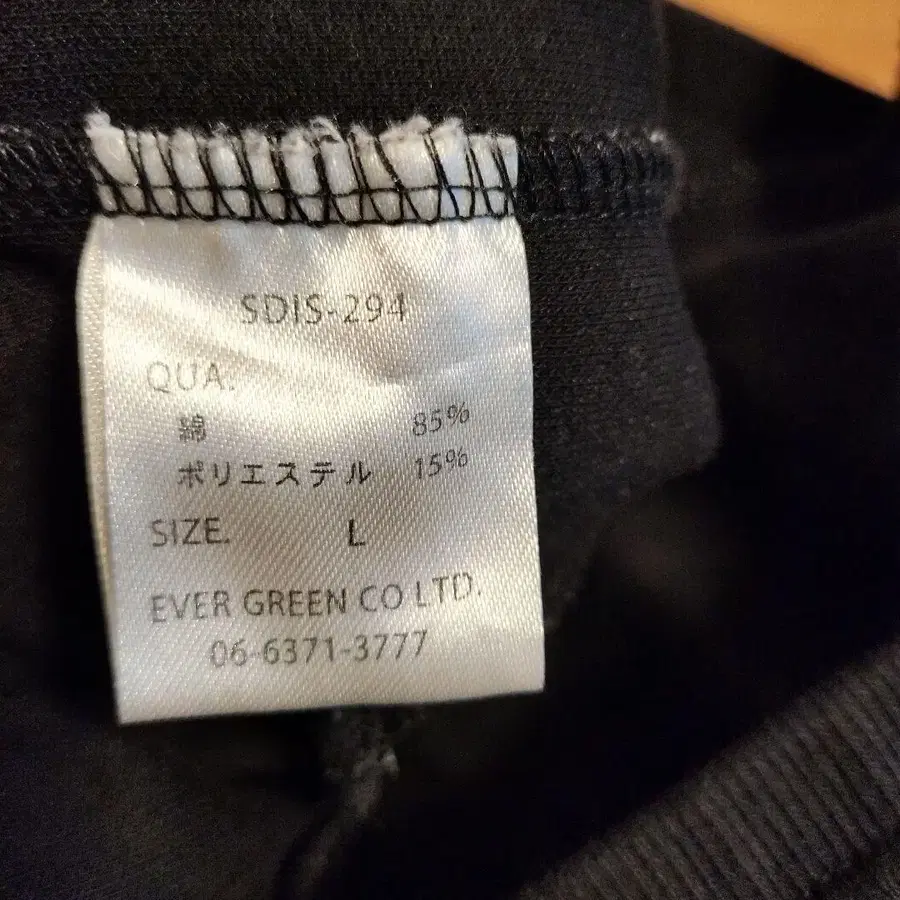 SDIS-294
QUA.
綿 85%
ポリエステル 15%
SIZE. L
EVER GREEN CO LTD.
06-6371-3777